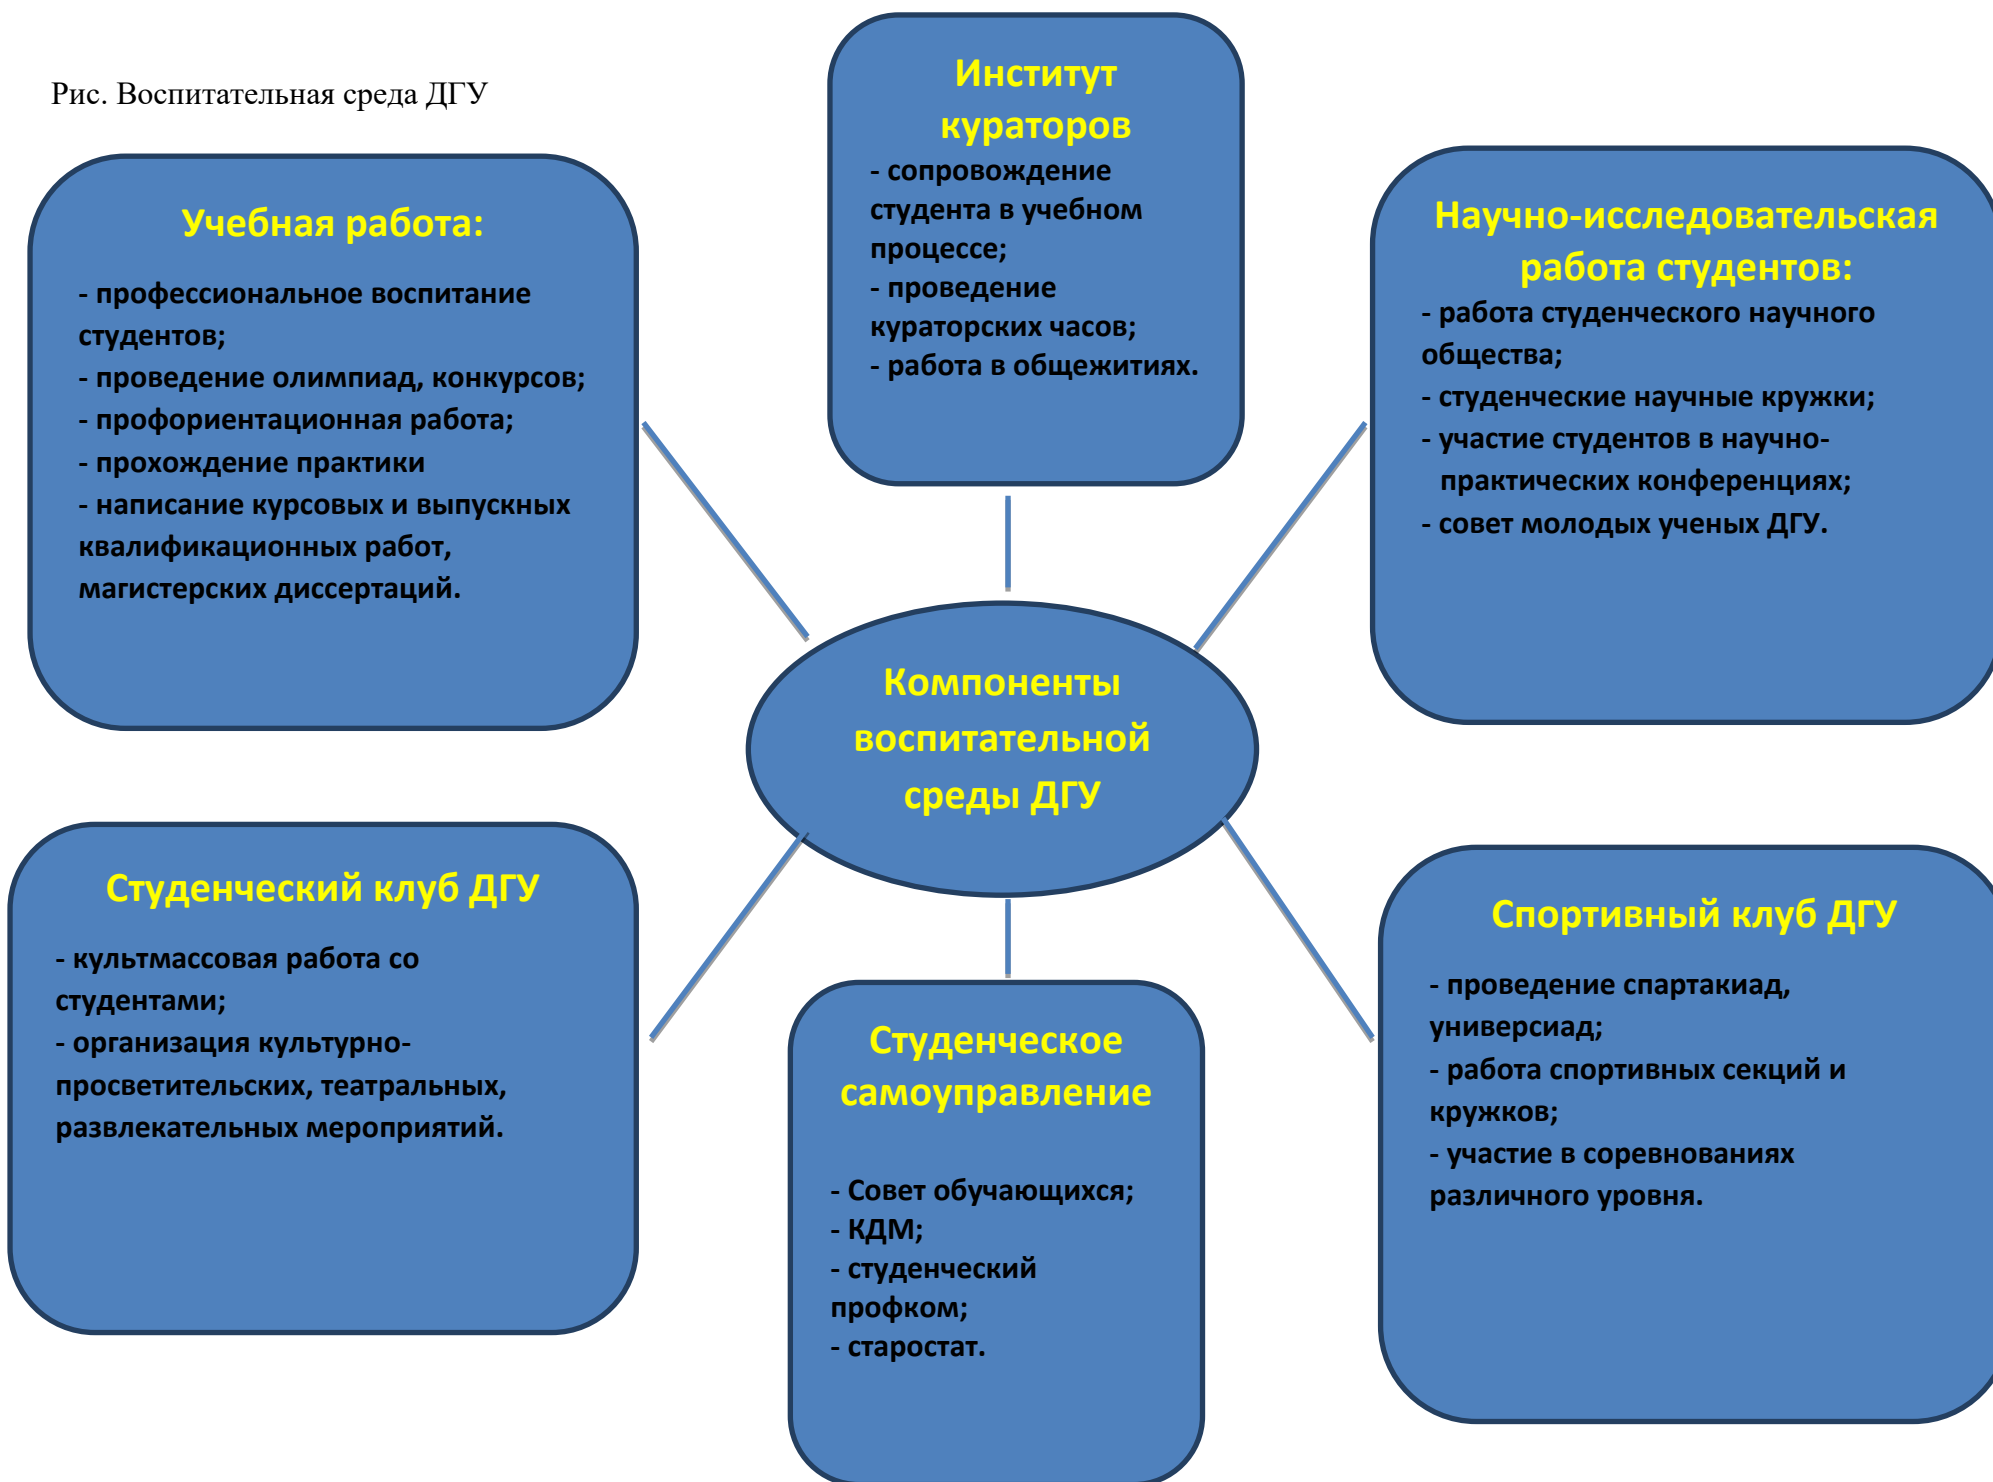 Рис. Воспитательная среда ДГУ
Институт
кураторов
- сопровождение
студента в учебном
процессе;
- проведение
кураторских часов;
- работа в общежитиях.
Учебная работа:
- профессиональное воспитание
студентов;
- проведение олимпиад, конкурсов;
- профориентационная работа;
- прохождение практики
- написание курсовых и выпускных
квалификационных работ,
магистерских диссертаций.
Научно-исследовательская
работа студентов:
- работа студенческого научного
общества;
- студенческие научные кружки;
- участие студентов в научно-
практических конференциях;
- совет молодых ученых ДГУ.
Компоненты
воспитательной
среды ДГУ
Студенческий клуб ДГУ
- культмассовая работа со
студентами;
- организация культурно-
просветительских, театральных,
развлекательных мероприятий.
Студенческое
самоуправление
- Совет обучающихся;
- КДМ;
- студенческий
профком;
- старостат.
Спортивный клуб ДГУ
- проведение спартакиад,
универсиад;
- работа спортивных секций и
кружков;
- участие в соревнованиях
различного уровня.